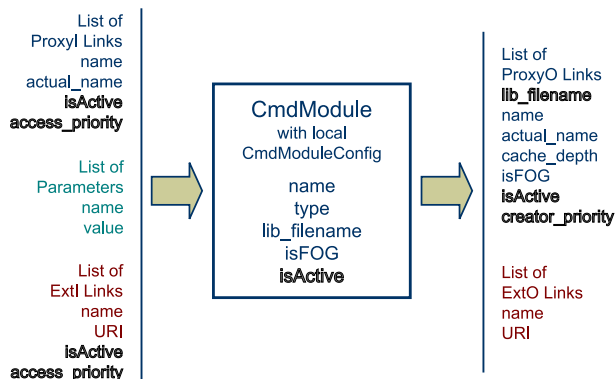 List of
ProxyI Links
name
actual_name
isActive
access_priority
List of
Parameters
name
value
List of
ExtI Links
name
URI
isActive
access_priority
CmdModule
with local
CmdModuleConfig
name
type
lib_filename
isFOG
isActive
List of
ProxyO Links
lib_filename
name
actual_name
cache_depth
isFOG
isActive
creator_priority
List of
ExtO Links
name
URI